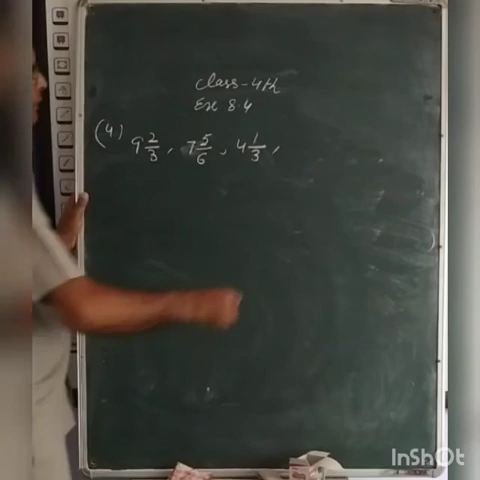 Class-4th
Ex 8.4
(4) 9 2/3, 7 5/6, 4 1/3,
InShot